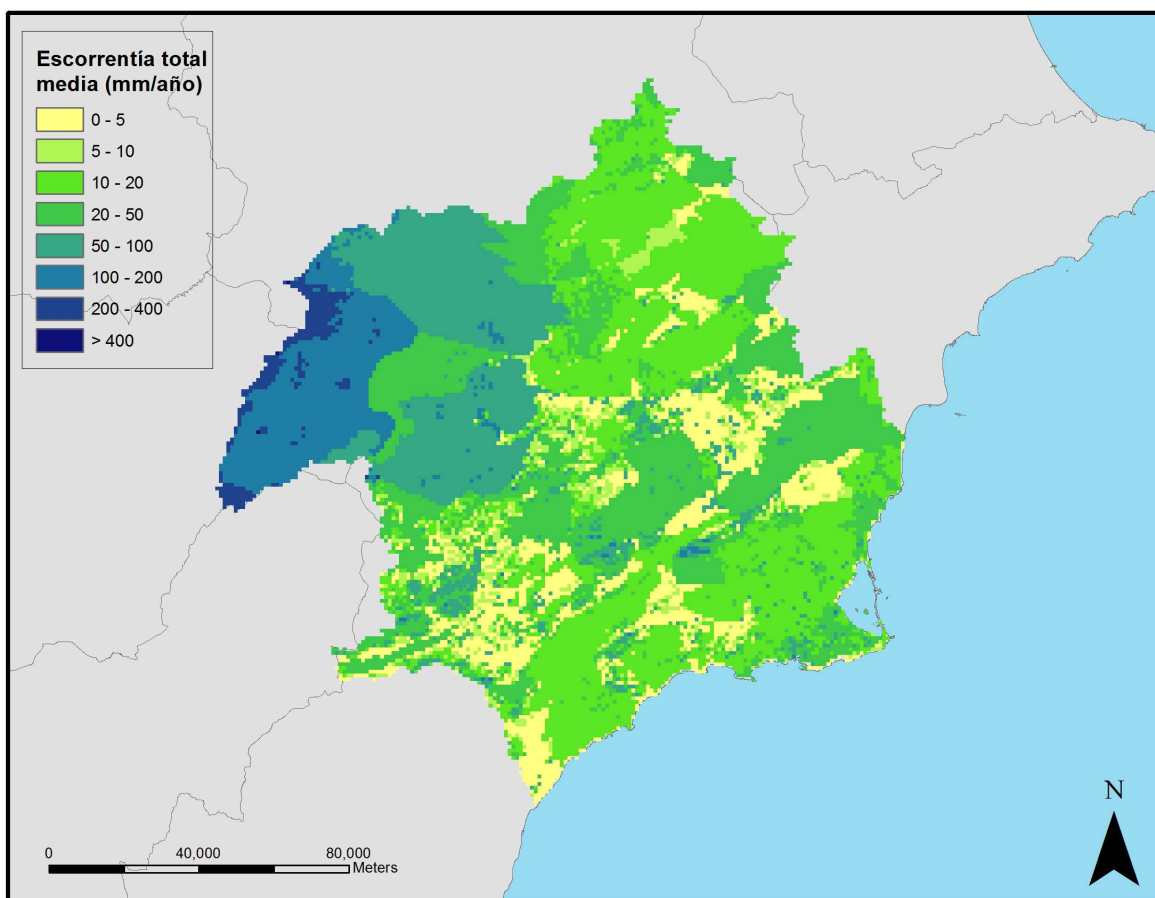 Escorrentía total
media (mm/año)
0 - 5
5 - 10
10 - 20
20 - 50
50 - 100
100 - 200
200 - 400
> 400
N
0 40,000 80,000
Meters